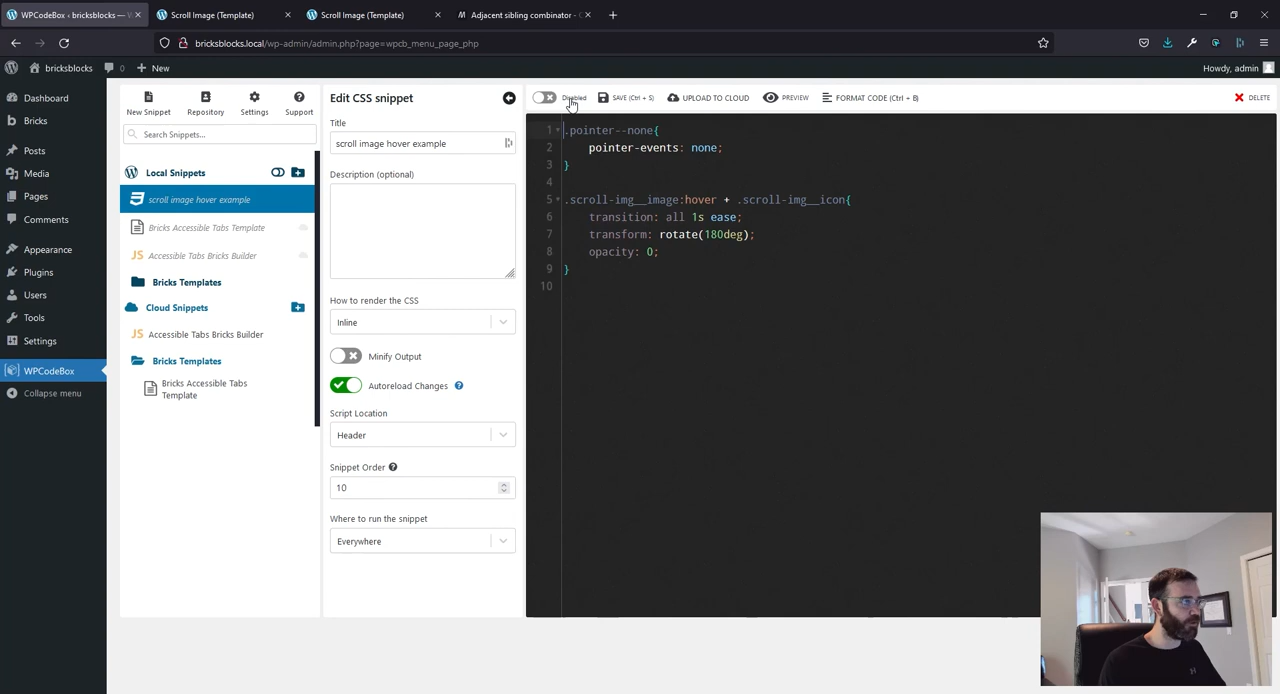 WPCodeBox ‹ bricksblocks — W
Scroll Image (Template)
Scroll Image (Template)
Adjacent sibling combinator - C
bricksblocks.local/wp-admin/admin.php?page=wpcb_menu_page_php
bricksblocks
0
New
Howdy, admin
Dashboard
Bricks
Posts
Media
Pages
Comments
Appearance
Plugins
Users
Tools
Settings
WPCodeBox
Collapse menu
New Snippet
Repository
Settings
Support
Search Snippets...
Local Snippets
scroll image hover example
Bricks Accessible Tabs Template
JS Accessible Tabs Bricks Builder
Bricks Templates
Cloud Snippets
JS Accessible Tabs Bricks Builder
Bricks Templates
Bricks Accessible Tabs
Template
Edit CSS snippet
Title
scroll image hover example
Description (optional)
How to render the CSS
Inline
Minify Output
Autoreload Changes
Script Location
Header
Snippet Order
10
Where to run the snippet
Everywhere
Disabled
SAVE (Ctrl + S)
UPLOAD TO CLOUD
PREVIEW
FORMAT CODE (Ctrl + B)
DELETE
1 .pointer--none{
2 pointer-events: none;
3 }
4
5 .scroll-img__image:hover + .scroll-img__icon{
6 transition: all 1s ease;
7 transform: rotate(180deg);
8 opacity: 0;
9 }
10